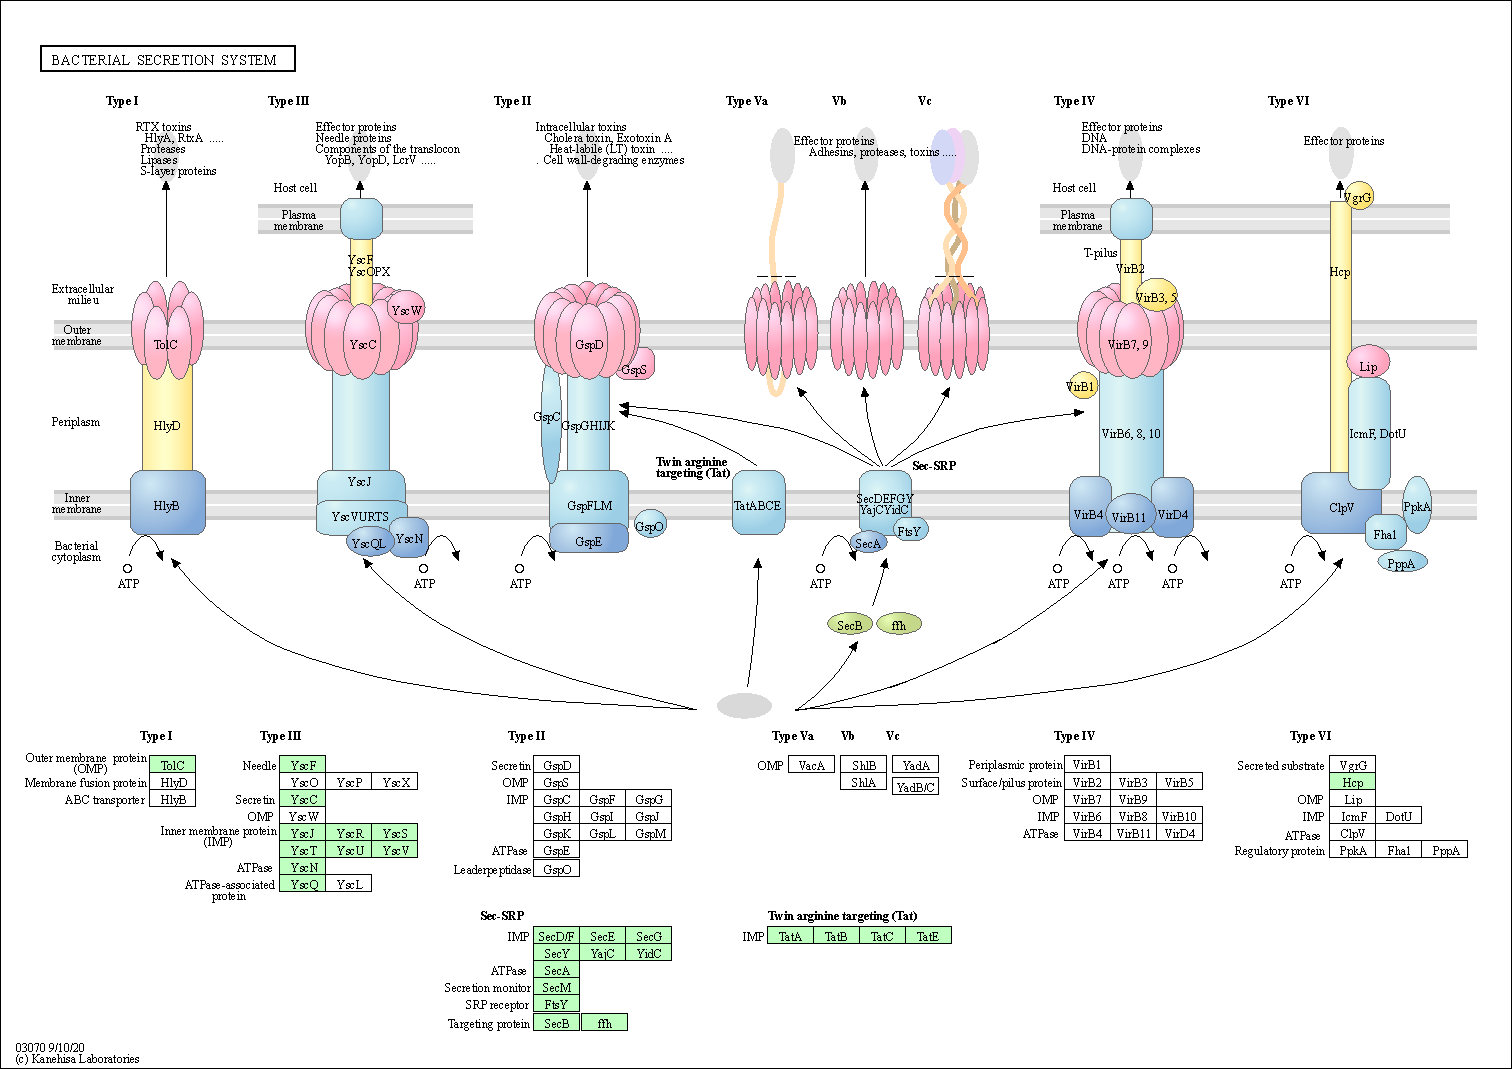 BACTERIAL SECRETION SYSTEM
Type I
Type III
Type II
Type Va
Vb
Vc
Type IV
Type VI
RTX toxins
HlyA, RtxA .....
Proteases
Lipases
S-layer proteins
Effector proteins
Needle proteins
Components of the translocon
YopB, YopD, LcrV .....
Intracellular toxins
Cholera toxin, Exotoxin A
Heat-labile (LT) toxin ....
. Cell wall-degrading enzymes
Effector proteins
Adhesins, proteases, toxins .....
Effector proteins
DNA
DNA-protein complexes
Effector proteins
Host cell
Plasma
membrane
Host cell
Plasma
membrane
VgrG
T-pilus
YscF
YscOPX
VirB2
Hcp
Extracellular
milieu
YscW
VirB3, 5
Outer
membrane
TolC
YscC
GspD
GspS
VirB7, 9
Lip
VirB1
Periplasm
HlyD
GspC
GspGHIJK
VirB6, 8, 10
IcmF, DotU
Twin arginine
targeting (Tat)
Sec-SRP
Inner
membrane
HlyB
YscJ
YscVURTS
GspFLM
GspO
TatABCE
SecDEFGY
YajCYidC
FtsY
VirB4
VirB11
VirD4
ClpV
PpkA
Bacterial
cytoplasm
YscQL
YscN
GspE
SecA
Fha1
PppA
ATP
ATP
ATP
ATP
ATP
ATP
ATP
ATP
SecB
ffh
Type I
Type III
Type II
Type Va
Vb
Vc
Type IV
Type VI
Outer membrane protein
(OMP)
TolC
Membrane fusion protein
HlyD
ABC transporter
HlyB
Needle
YscF
YscO YscP YscX
Secretin
YscC
OMP
YscW
Inner membrane protein
(IMP)
YscJ YscR YscS
YscT YscU YscV
ATPase
YscN
ATPase-associated
protein
YscQ YscL
Secretin
GspD
OMP
GspS
IMP
GspC GspF GspG
GspH GspI GspJ
GspK GspL GspM
ATPase
GspE
Leaderpeptidase
GspO
OMP
VacA
ShlB
ShlA
YadA
YadB/C
Periplasmic protein
VirB1
Surface/pilus protein
VirB2 VirB3 VirB5
OMP
VirB7 VirB9
IMP
VirB6 VirB8 VirB10
ATPase
VirB4 VirB11 VirD4
Secreted substrate
VgrG
Hcp
OMP
Lip
IMP
IcmF DotU
ATPase
ClpV
Regulatory protein
PpkA Fha1 PppA
Sec-SRP
IMP
SecD/F SecE SecG
SecY YajC YidC
ATPase
SecA
Secretion monitor
SecM
SRP receptor
FtsY
Targeting protein
SecB ffh
Twin arginine targeting (Tat)
IMP
TatA TatB TatC TatE
03070 9/10/20
(c) Kanehisa Laboratories